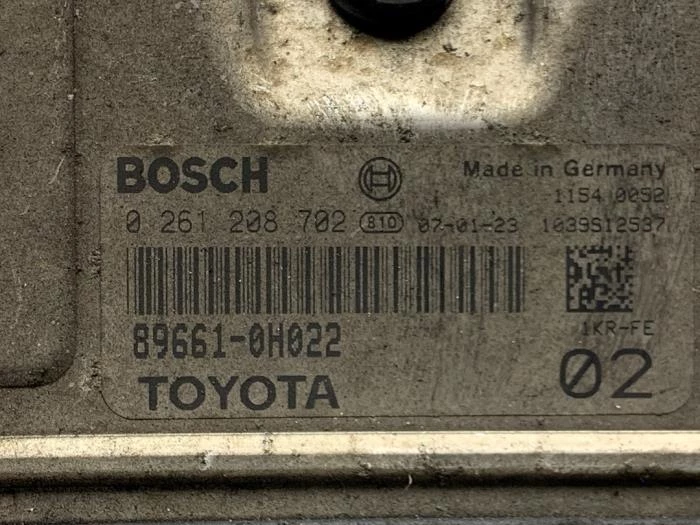 BOSCH Made in Germany
1154 0052
0 261 208 702 810 07-01-23 1039S12537
89661-0H022 1KR-FE
TOYOTA 02